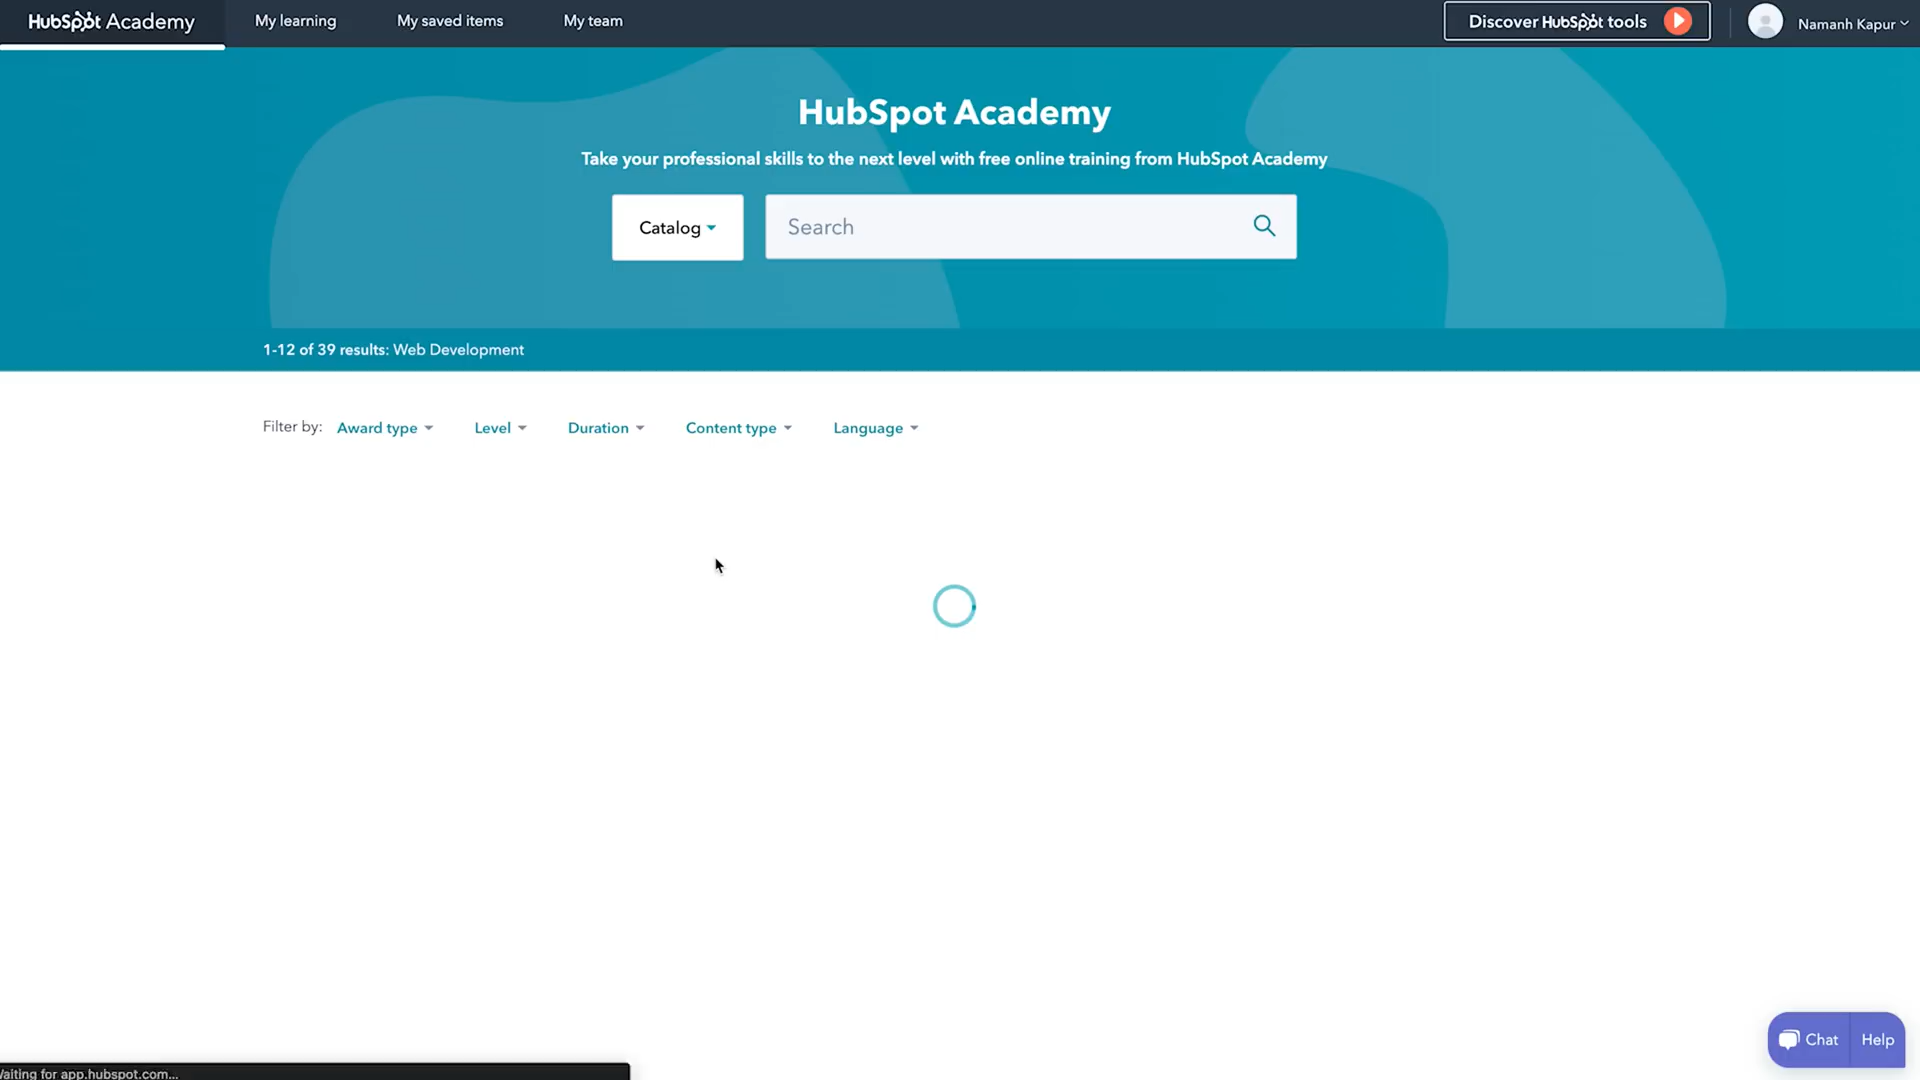 HubSpot Academy My learning My saved items My team Discover HubSpot tools Namanh Kapur
HubSpot Academy
Take your professional skills to the next level with free online training from HubSpot Academy
Catalog Search
1-12 of 39 results: Web Development
Filter by: Award type Level Duration Content type Language
Chat Help
Waiting for app.hubspot.com...